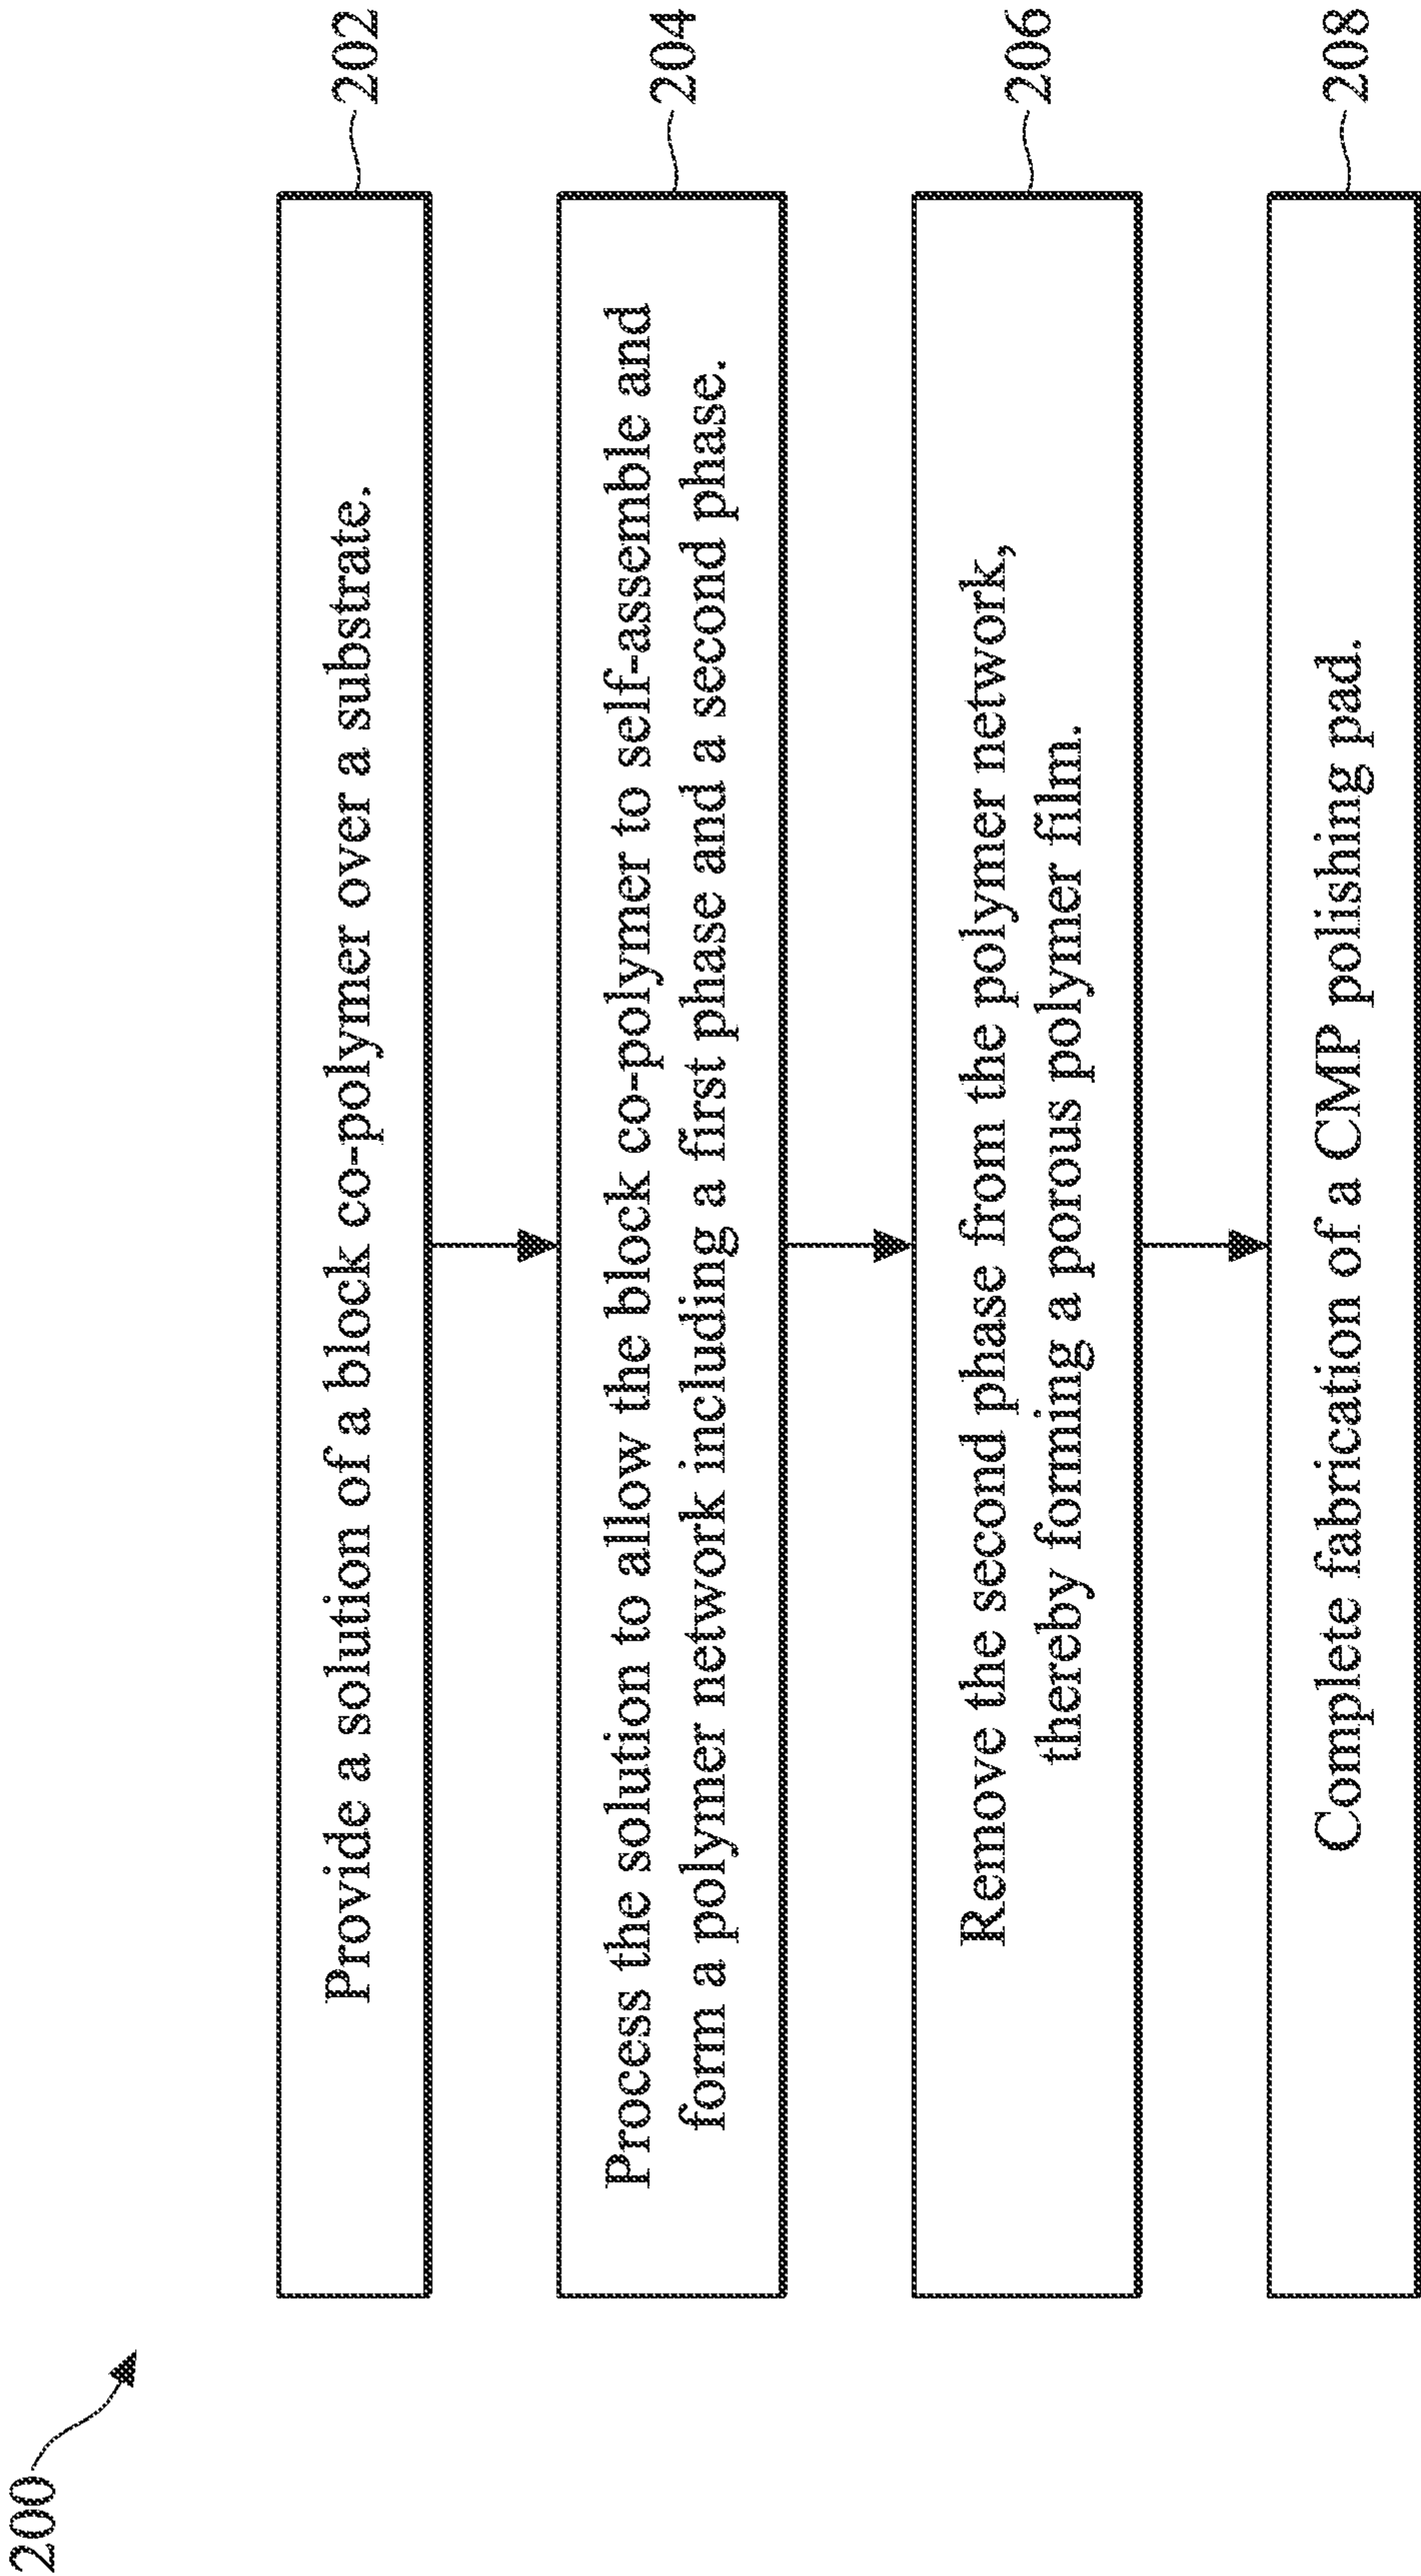 200
Provide a solution of a block co-polymer over a substrate.
202
Process the solution to allow the block co-polymer to self-assemble and
form a polymer network including a first phase and a second phase.
204
Remove the second phase from the polymer network,
thereby forming a porous polymer film.
206
Complete fabrication of a CMP polishing pad.
208